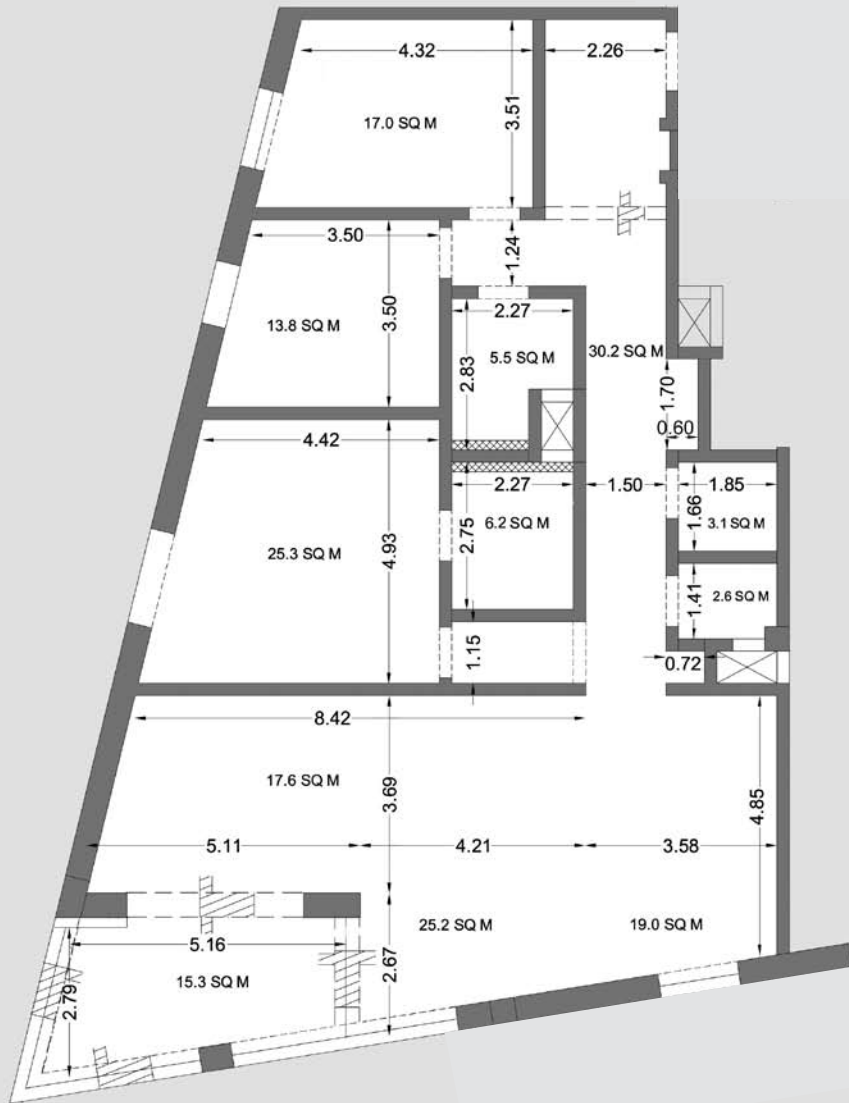 4.32
2.26
3.51
17.0 SQ M
3.50
1.24
3.50
13.8 SQ M
2.27
5.5 SQ M
30.2 SQ M
2.83
1.70
0.60
4.42
2.27
1.50
1.85
1.66
3.1 SQ M
6.2 SQ M
2.75
4.93
25.3 SQ M
1.41
2.6 SQ M
1.15
0.72
8.42
17.6 SQ M
3.69
4.85
5.11
4.21
3.58
25.2 SQ M
19.0 SQ M
5.16
2.67
15.3 SQ M
2.79